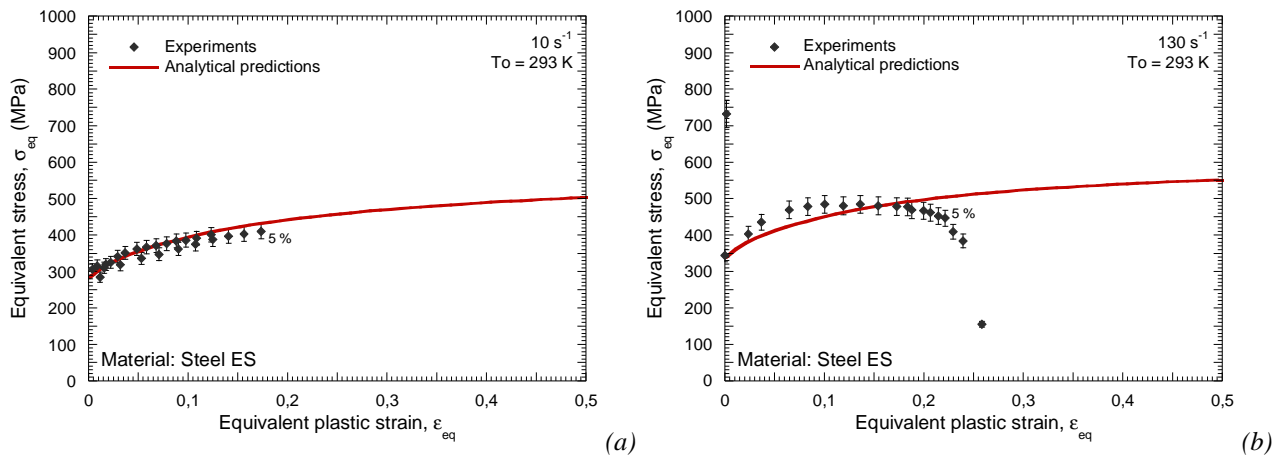 1000
900
800
700
600
500
400
300
200
100
0
Equivalent stress, σeq (MPa)
Experiments
Analytical predictions
10 s-1
To = 293 K
5 %
Material: Steel ES
0 0,1 0,2 0,3 0,4 0,5
Equivalent plastic strain, εeq
(a)
1000
900
800
700
600
500
400
300
200
100
0
Equivalent stress, σeq (MPa)
Experiments
Analytical predictions
130 s-1
To = 293 K
5 %
Material: Steel ES
0 0,1 0,2 0,3 0,4 0,5
Equivalent plastic strain, εeq
(b)